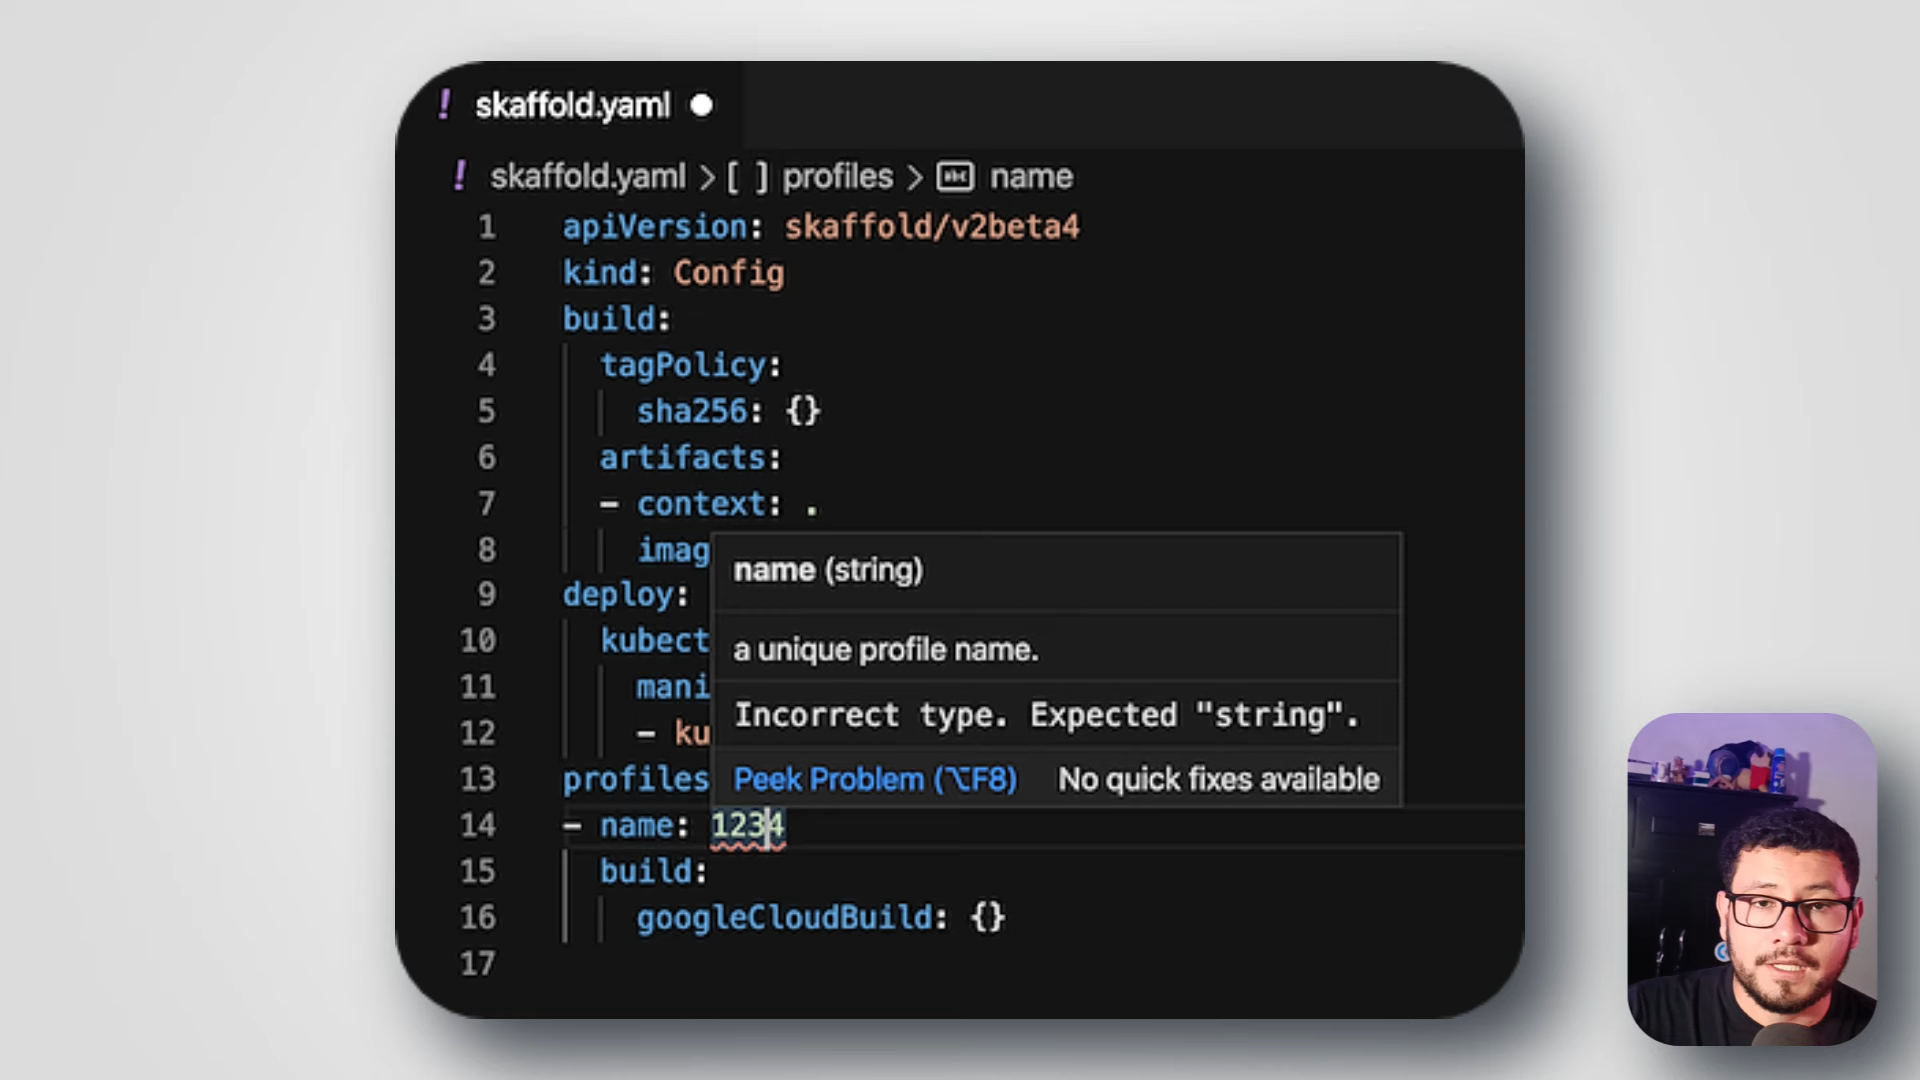 ! skaffold.yaml ●
! skaffold.yaml > [ ] profiles > abc name
1 apiVersion: skaffold/v2beta4
2 kind: Config
3 build:
4 tagPolicy:
5 sha256: {}
6 artifacts:
7 - context: .
8 imag
name (string)
9 deploy:
10 kubect
a unique profile name.
11 mani
Incorrect type. Expected "string".
12 - ku
13 profiles
Peek Problem (⌥F8) No quick fixes available
14 - name: 1234
15 build:
16 googleCloudBuild: {}
17